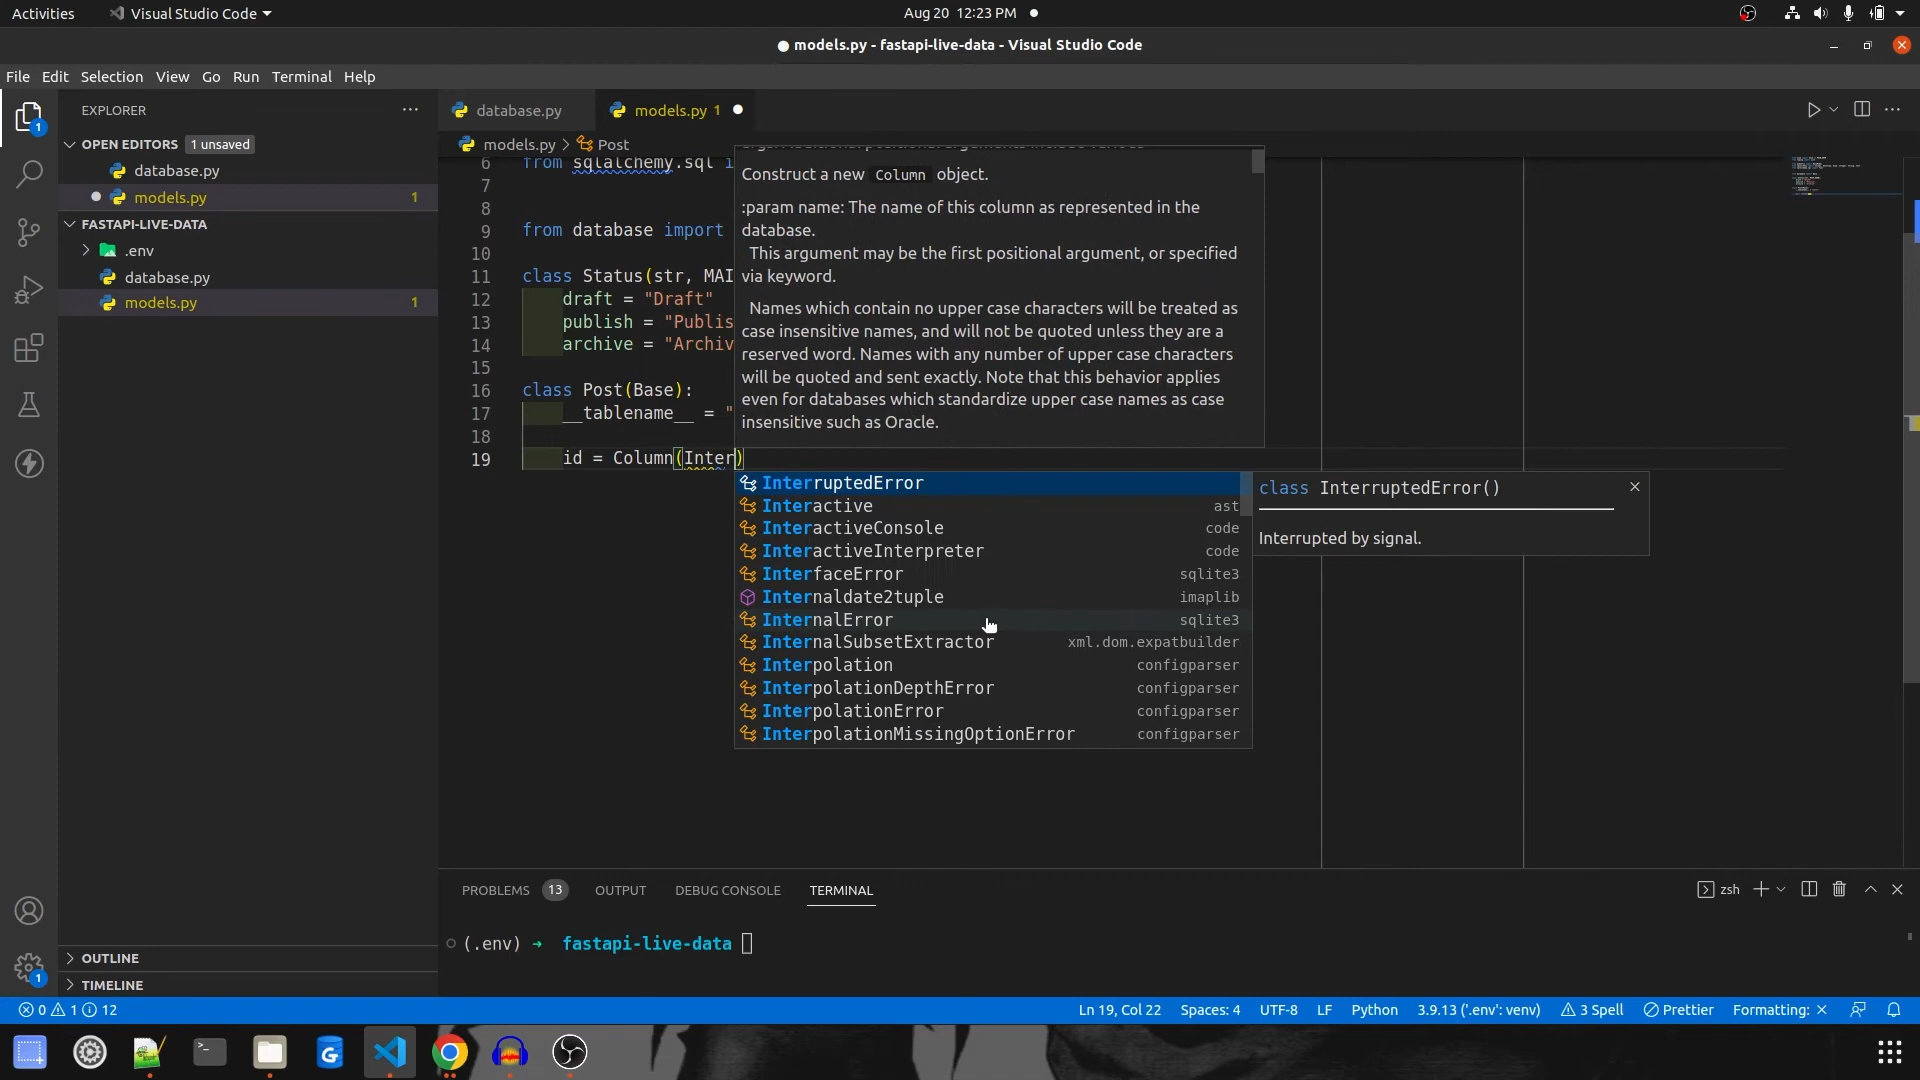 Activities
Visual Studio Code
Aug 20 12:23 PM
models.py - fastapi-live-data - Visual Studio Code
File Edit Selection View Go Run Terminal Help
EXPLORER
OPEN EDITORS 1 unsaved
database.py
models.py 1
FASTAPI-LIVE-DATA
.env
database.py
models.py 1
OUTLINE
TIMELINE
database.py
models.py 1
models.py > Post
6 from sqlalchemy.sql i
7
8
9 from database import
10
11 class Status(str, MAI
12 draft = "Draft"
13 publish = "Publis
14 archive = "Archiv
15
16 class Post(Base):
17 __tablename__ = "
18
19 id = Column(Inter)
Construct a new Column object.
:param name: The name of this column as represented in the
database.
This argument may be the first positional argument, or specified
via keyword.
Names which contain no upper case characters will be treated as
case insensitive names, and will not be quoted unless they are a
reserved word. Names with any number of upper case characters
will be quoted and sent exactly. Note that this behavior applies
even for databases which standardize upper case names as case
insensitive such as Oracle.
InterruptedError
Interactive ast
InteractiveConsole code
InteractiveInterpreter code
InterfaceError sqlite3
Internaldate2tuple imaplib
InternalError sqlite3
InternalSubsetExtractor xml.dom.expatbuilder
Interpolation configparser
InterpolationDepthError configparser
InterpolationError configparser
InterpolationMissingOptionError configparser
class InterruptedError()
Interrupted by signal.
PROBLEMS 13 OUTPUT DEBUG CONSOLE TERMINAL
zsh
(.env) → fastapi-live-data
0 1 12
Ln 19, Col 22 Spaces: 4 UTF-8 LF Python 3.9.13 ('.env': venv) 3 Spell Prettier Formatting: ×